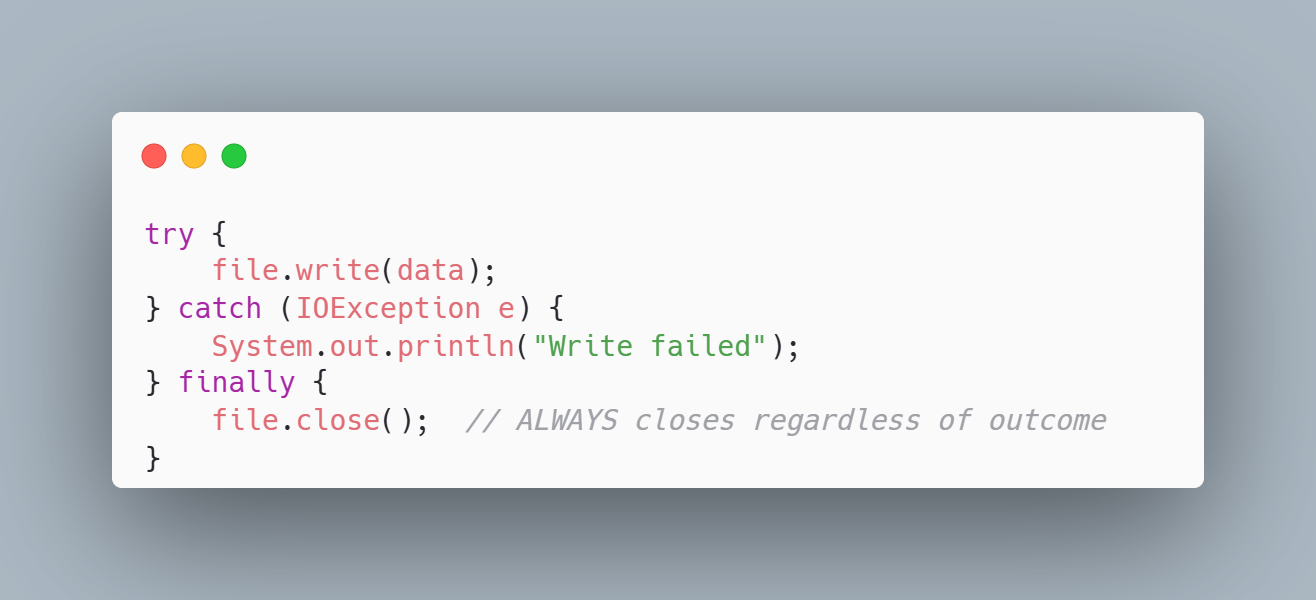 try {
    file.write(data);
} catch (IOException e) {
    System.out.println("Write failed");
} finally {
    file.close();  // ALWAYS closes regardless of outcome
}